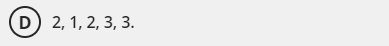 D 2, 1, 2, 3, 3.